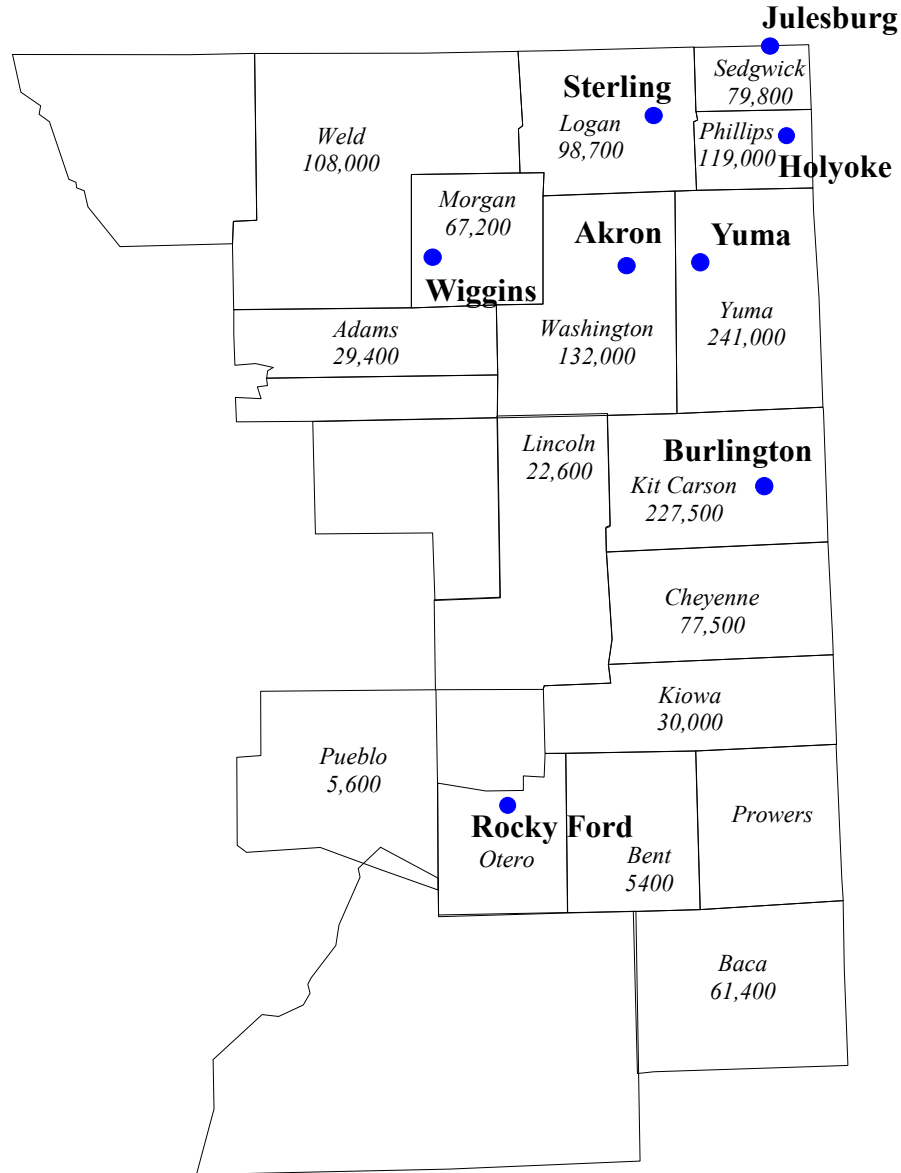 Julesburg
Sedgwick
79,800
Sterling
Logan
98,700
Phillips
119,000
Holyoke
Weld
108,000
Morgan
67,200
Wiggins
Akron
Washington
132,000
Yuma
Yuma
241,000
Adams
29,400
Lincoln
22,600
Burlington
Kit Carson
227,500
Cheyenne
77,500
Kiowa
30,000
Pueblo
5,600
Rocky Ford
Otero
Bent
5400
Prowers
Baca
61,400